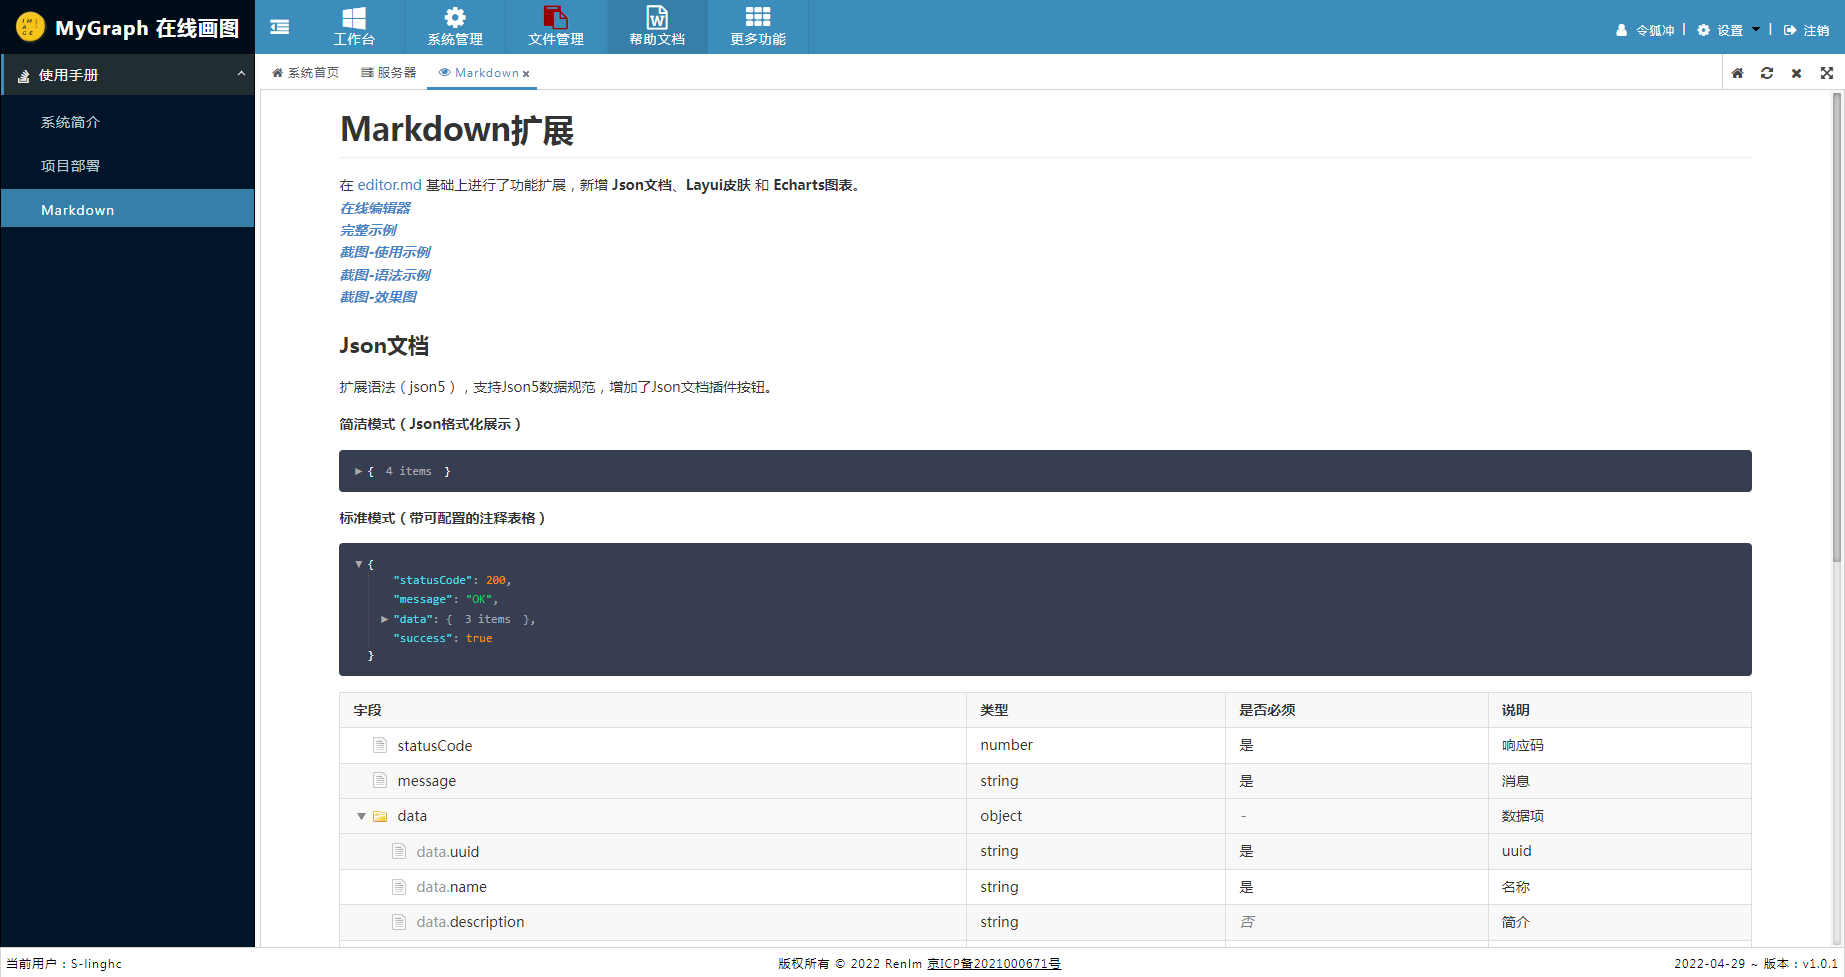 MyGraph 在线画图
工作台
系统管理
文件管理
帮助文档
更多功能
令狐冲 | 设置 | 注销
使用手册
系统简介
项目部署
Markdown
系统首页
服务器
Markdown
Markdown扩展
在 editor.md 基础上进行了功能扩展，新增 Json文档、Layui皮肤 和 Echarts图表。
在线编辑器
完整示例
截图-使用示例
截图-语法示例
截图-效果图
Json文档
扩展语法（json5），支持Json5数据规范，增加了Json文档插件按钮。
简洁模式（Json格式化展示）
{ 4 items }
标准模式（带可配置的注释表格）
{
"statusCode": 200,
"message": "OK",
"data": { 3 items },
"success": true
}
字段 类型 是否必须 说明
statusCode number 是 响应码
message string 是 消息
data object - 数据项
data.uuid string 是 uuid
data.name string 是 名称
data.description string 否 简介
当前用户：S-linghc
版权所有 © 2022 Renlm 京ICP备2021000671号
2022-04-29 ~ 版本：v1.0.1